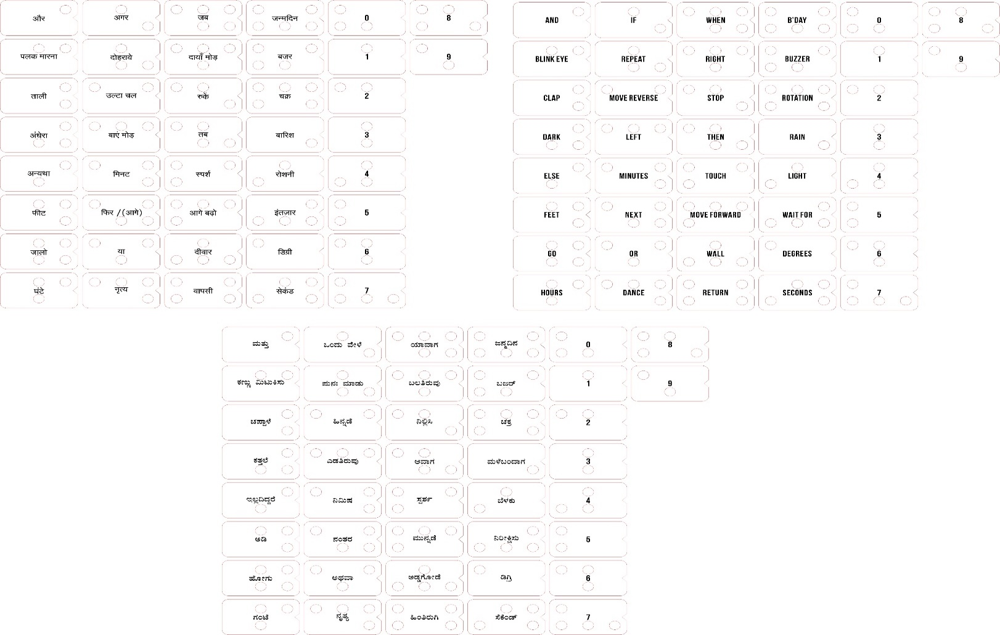 और अगर जब जन्मदिन 0 8
पलक मारना दोहराये दायाँ मोड़ बजर 1 9
ताली उल्टा चल रुकें चक्र 2
अंधेरा बाएं मोड़ तब बारिश 3
अन्यथा मिनट स्पर्श रोशनी 4
फीट फिर /(आगे) आगे बढ़ो इंतज़ार 5
जालो या दीवार डिग्री 6
घंटे नृत्य वापसी सेकंड 7
AND IF WHEN B'DAY 0 8
BLINK EYE REPEAT RIGHT BUZZER 1 9
CLAP MOVE REVERSE STOP ROTATION 2
DARK LEFT THEN RAIN 3
ELSE MINUTES TOUCH LIGHT 4
FEET NEXT MOVE FORWARD WAIT FOR 5
GO OR WALL DEGREES 6
HOURS DANCE RETURN SECONDS 7
ಮತ್ತು ಒಂದು ವೇಳೆ ಯಾವಾಗ ಜನ್ಮದಿನ 0 8
ಕಣ್ಣು ಮಿಟುಕಿಸು ಪುನಃ ಮಾಡು ಬಲತಿರುವು ಬಜರ್ 1 9
ಚಪ್ಪಾಳೆ ಹಿನ್ನಡೆ ನಿಲ್ಲಿಸಿ ಚಕ್ರ 2
ಕತ್ತಲೆ ಎಡತಿರುವು ಆವಾಗ ಮಳೆಬಂದಾಗ 3
ಇಲ್ಲದಿದ್ದರೆ ನಿಮಿಷ ಸ್ಪರ್ಶ ಬೆಳಕು 4
ಅಡಿ ನಂತರ ಮುನ್ನಡೆ ನಿರೀಕ್ಷಿಸು 5
ಹೋಗು ಅಥವಾ ಅಡ್ಡಗೋಡೆ ಡಿಗ್ರಿ 6
ಗಂಟೆ ನೃತ್ಯ ಹಿಂತಿರುಗಿ ಸೆಕೆಂಡ್ 7